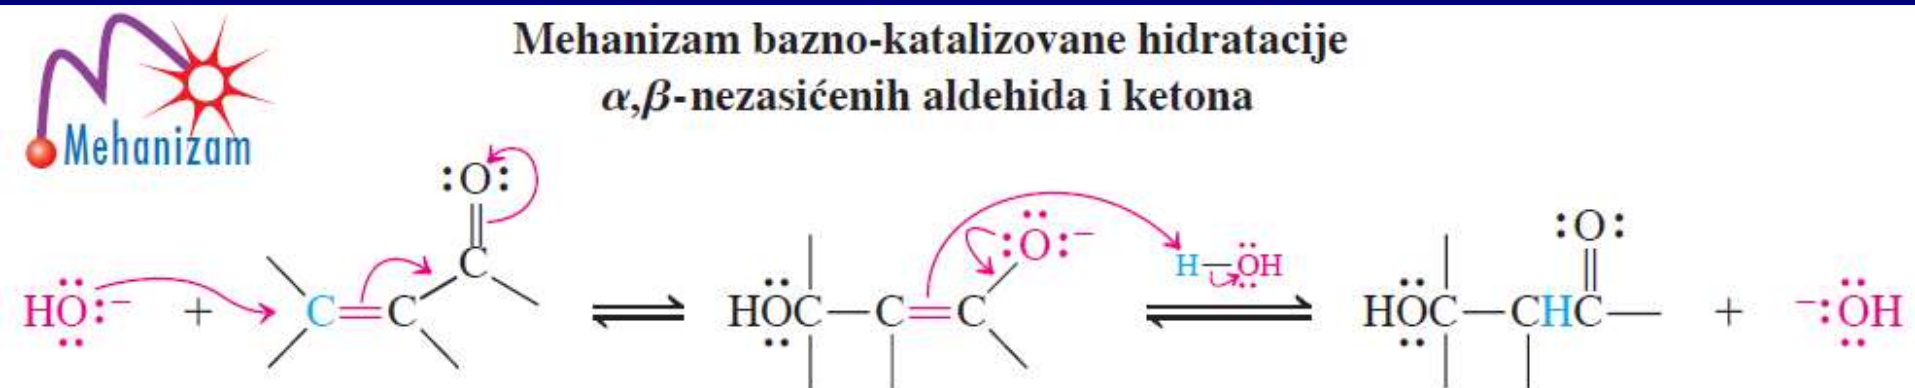 Mehanizam bazno-katalizovane hidratacije
α,β-nezasićenih aldehida i ketona
Mehanizam
:O:
:O:⁻
:O:
HO:⁻ + C=C C ⇌ HOC—C=C H—OH ⇌ HOC—CHC— + ⁻:OH